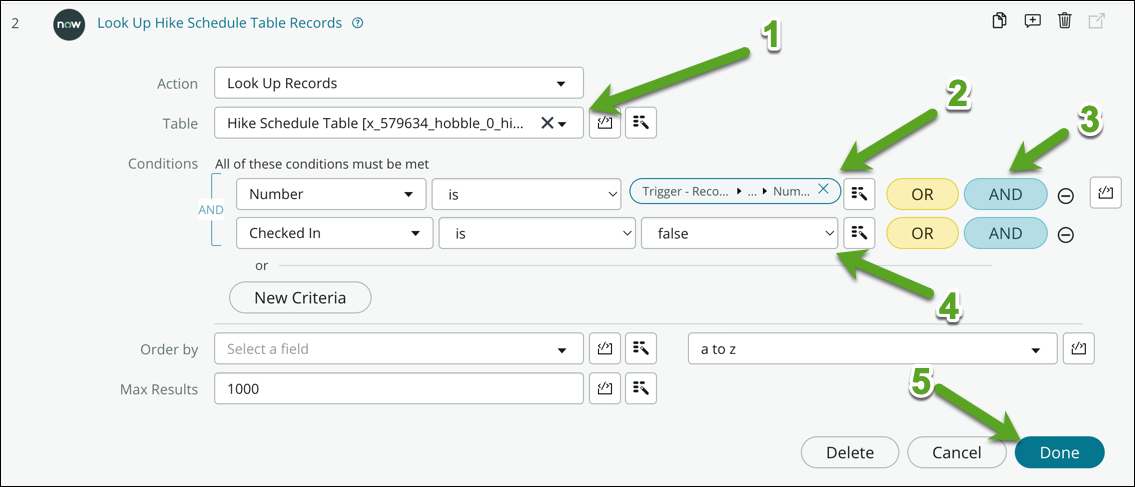 2 now Look Up Hike Schedule Table Records
1
Action Look Up Records
2
Table Hike Schedule Table [x_579634_hobble_0_hi...
3
Conditions All of these conditions must be met
Number is Trigger - Reco... ... Num... OR AND
AND
Checked In is false OR AND
or
4
New Criteria
Order by Select a field a to z
5
Max Results 1000
Delete Cancel Done